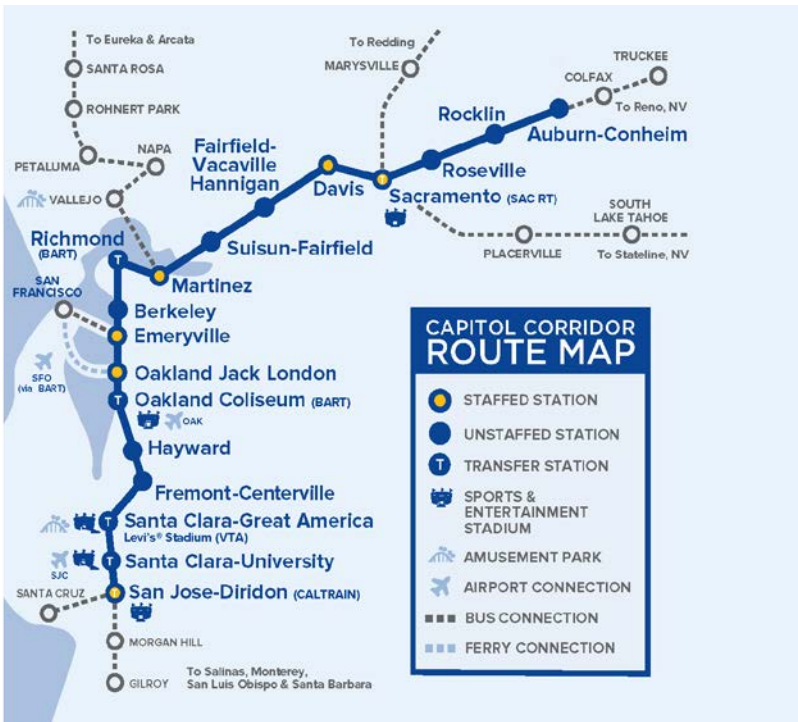 To Eureka & Arcata
SANTA ROSA
ROHNERT PARK
PETALUMA
NAPA
VALLEJO
To Redding
MARYSVILLE
TRUCKEE
COLFAX
To Reno, NV
Rocklin
Auburn-Conheim
Roseville
Fairfield-
Vacaville
Hannigan
Davis
Sacramento (SAC RT)
T
SOUTH
LAKE TAHOE
PLACERVILLE
To Stateline, NV
Suisun-Fairfield
Richmond
(BART)
T
Martinez
SAN
FRANCISCO
Berkeley
Emeryville
SFO
(via BART)
Oakland Jack London
T
Oakland Coliseum (BART)
OAK
Hayward
Fremont-Centerville
T
Santa Clara-Great America
Levi's® Stadium (VTA)
T
Santa Clara-University
SJC
SANTA CRUZ
T
San Jose-Diridon (CALTRAIN)
MORGAN HILL
GILROY
To Salinas, Monterey,
San Luis Obispo & Santa Barbara
CAPITOL CORRIDOR
ROUTE MAP
STAFFED STATION
UNSTAFFED STATION
T
TRANSFER STATION
SPORTS &
ENTERTAINMENT
STADIUM
AMUSEMENT PARK
AIRPORT CONNECTION
BUS CONNECTION
FERRY CONNECTION